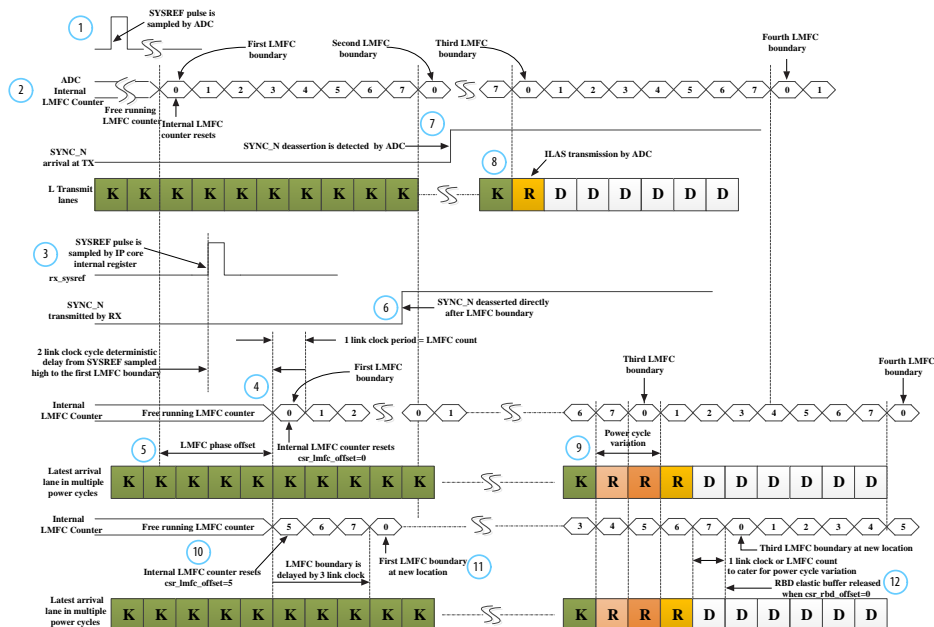 1
SYSREF pulse is
sampled by ADC
First LMFC
boundary
Second LMFC
boundary
Third LMFC
boundary
Fourth LMFC
boundary
2
ADC
Internal
LMFC Counter
0 1 2 3 4 5 6 7 0 7 0 1 2 3 4 5 6 7 0 1
Free running
LMFC counter
Internal LMFC
counter resets
7
SYNC_N deassertion is detected by ADC
SYNC_N
arrival at TX
8
ILAS transmission by ADC
L Transmit
lanes
K K K K K K K K K K K R D D D D D D
3
SYSREF pulse is
sampled by IP core
internal register
rx_sysref
6
SYNC_N deasserted directly
after LMFC boundary
SYNC_N
transmitted by RX
1 link clock period = LMFC count
2 link clock cycle deterministic
delay from SYSREF sampled
high to the first LMFC boundary
4
First LMFC
boundary
Third LMFC
boundary
Fourth LMFC
boundary
Internal
LMFC Counter
Free running LMFC counter
0 1 2 0 1 6 7 0 1 2 3 4 5 6 7 0
5
LMFC phase offset
Internal LMFC counter resets
csr_lmfc_offset=0
9
Power cycle
variation
Latest arrival
lane in multiple
power cycles
K K K K K K K K K K K R R R D D D D D D
Internal
LMFC Counter
Free running LMFC counter
5 6 7 0 3 4 5 6 7 0 1 2 3 4 5
10
Internal LMFC counter resets
csr_lmfc_offset=5
LMFC boundary is
delayed by 3 link clock
First LMFC boundary
at new location
11
Third LMFC boundary at new location
1 link clock or LMFC count
to cater for power cycle variation
RBD elastic buffer released
when csr_rbd_offset=0
12
Latest arrival
lane in multiple
power cycles
K K K K K K K K K K K R R R D D D D D D